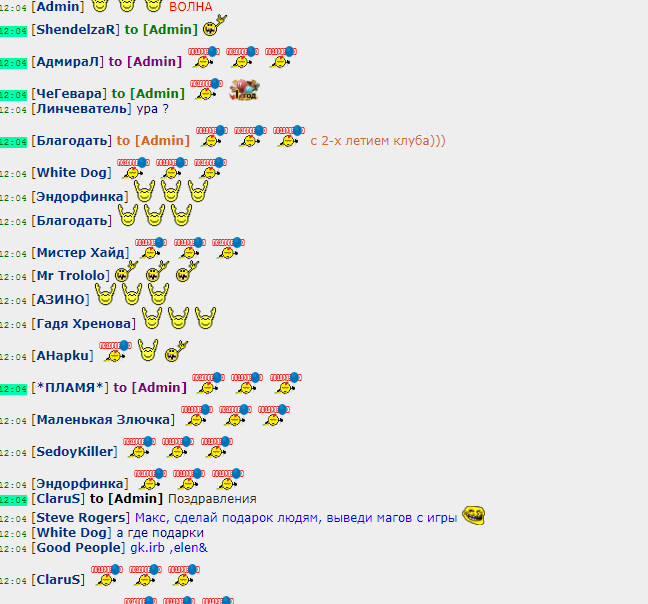 12:04 [Admin] ВОЛНА
12:04 [ShendelzaR] to [Admin]
12:04 [АдмираЛ] to [Admin]
12:04 [ЧеГевара] to [Admin]
12:04 [Линчеватель] ура ?
12:04 [Благодать] to [Admin] с 2-х летием клуба)))
12:04 [White Dog]
12:04 [Эндорфинка]
12:04 [Благодать]
12:04 [Мистер Хайд]
12:04 [Mr Trololo]
12:04 [АЗИНО]
12:04 [Гадя Хренова]
12:04 [АНарku]
12:04 [*ПЛАМЯ*] to [Admin]
12:04 [Маленькая Злючка]
12:04 [SedoyKiller]
12:04 [Эндорфинка]
12:04 [ClaruS] to [Admin] Поздравления
12:04 [Steve Rogers] Макс, сделай подарок людям, выведи магов с игры
12:04 [White Dog] а где подарки
12:04 [Good People] gk.irb ,elen&
12:04 [ClaruS]